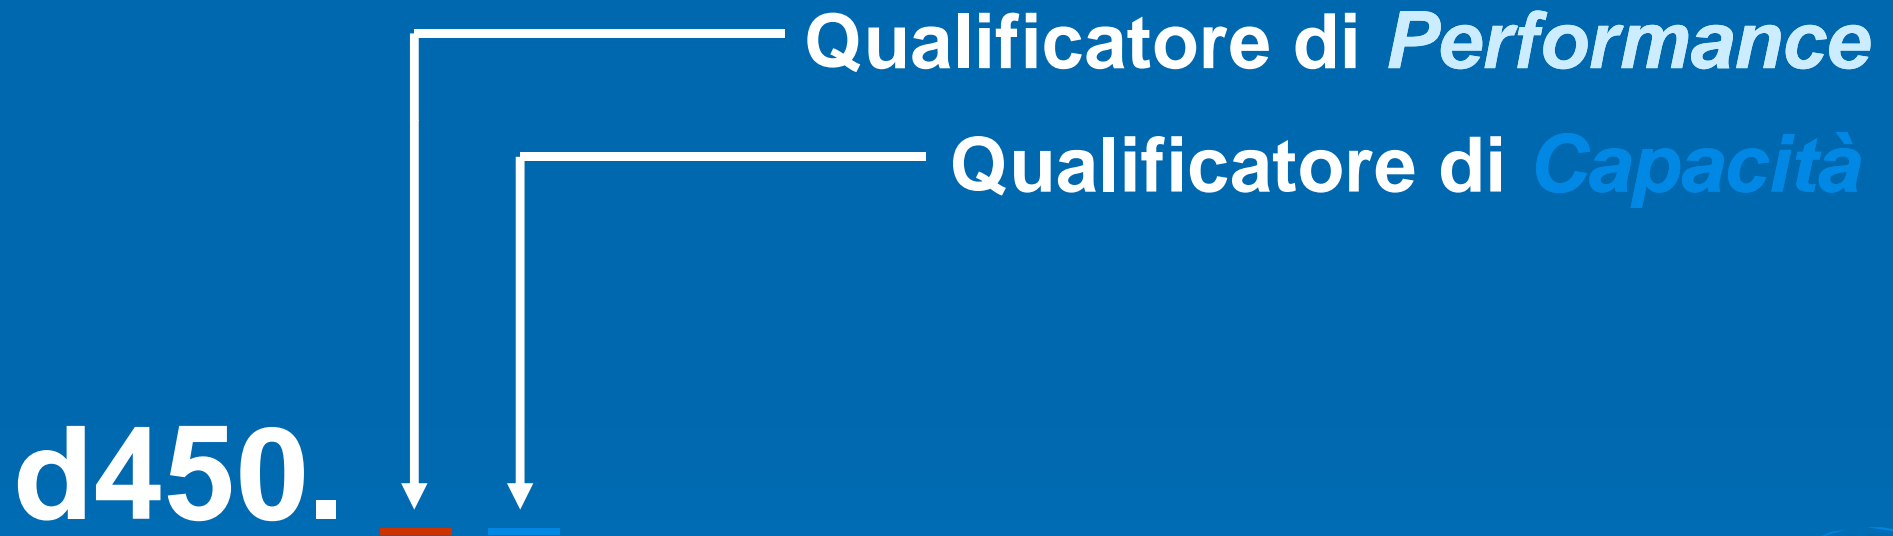 Qualificatore di Performance
Qualificatore di Capacità
d450.